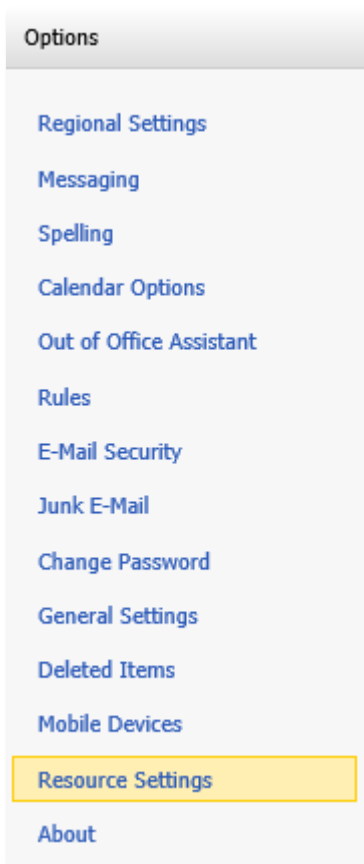 Options
Regional Settings
Messaging
Spelling
Calendar Options
Out of Office Assistant
Rules
E-Mail Security
Junk E-Mail
Change Password
General Settings
Deleted Items
Mobile Devices
Resource Settings
About